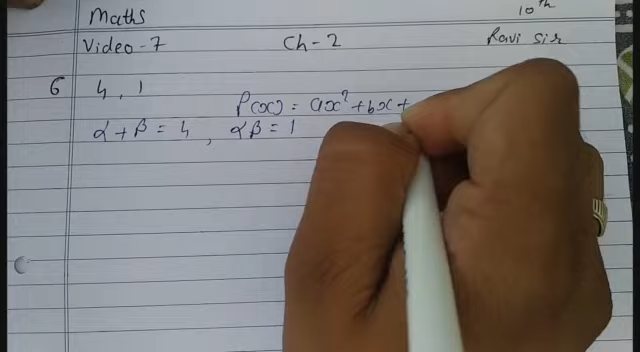 Maths 10th
Video-7 Ch-2 Ravi Sir
6 4, 1
P(x) = ax² + bx +
α + β = 4, αβ = 1